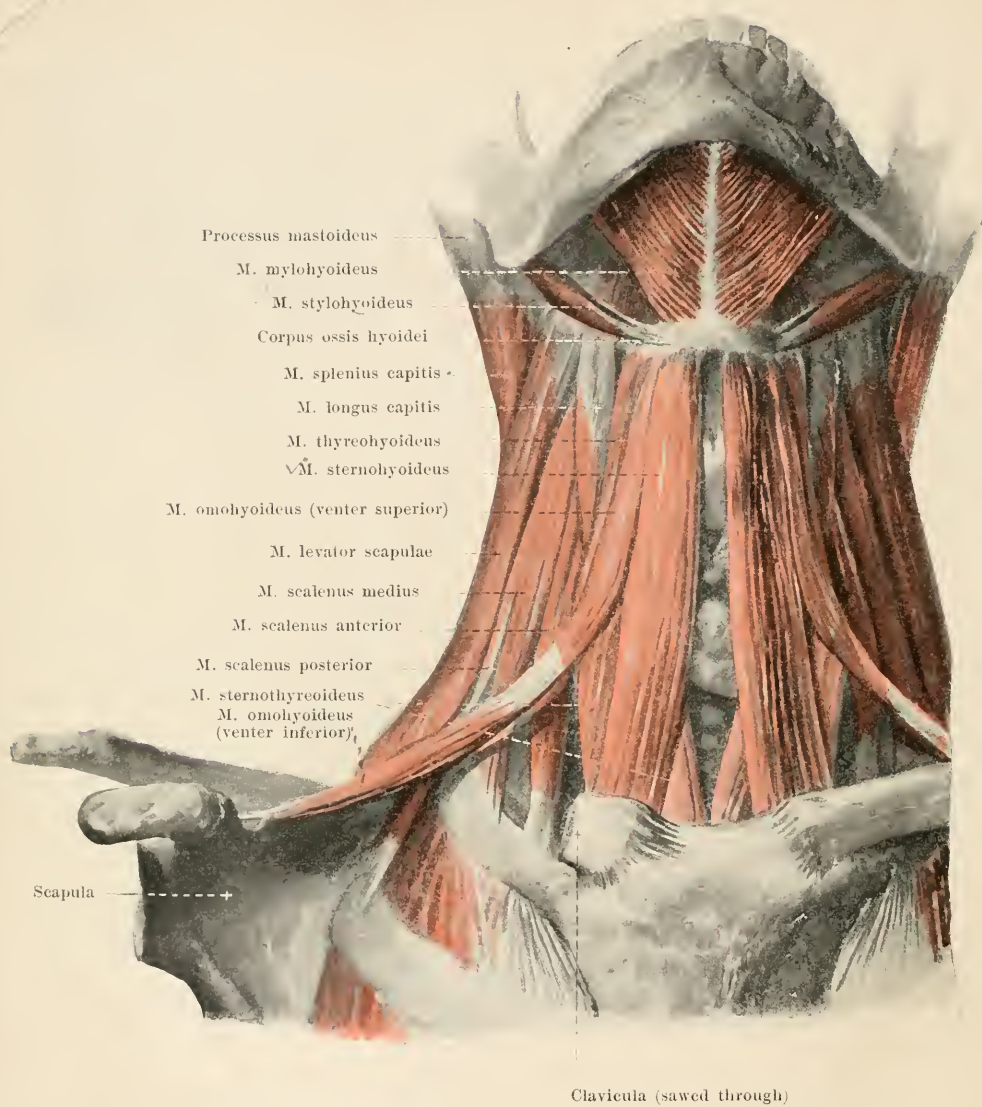 Processus mastoideus
M. mylohyoideus
M. stylohyoideus
Corpus ossis hyoidei
M. splenius capitis
M. longus capitis
M. thyreohyoideus
M. sternohyoideus
M. omohyoideus (venter superior)
M. levator scapulae
M. scalenus medius
M. scalenus anterior
M. scalenus posterior
M. sternothyreoideus
M. omohyoideus
(venter inferior)
Scapula
Clavicula (sawed through)